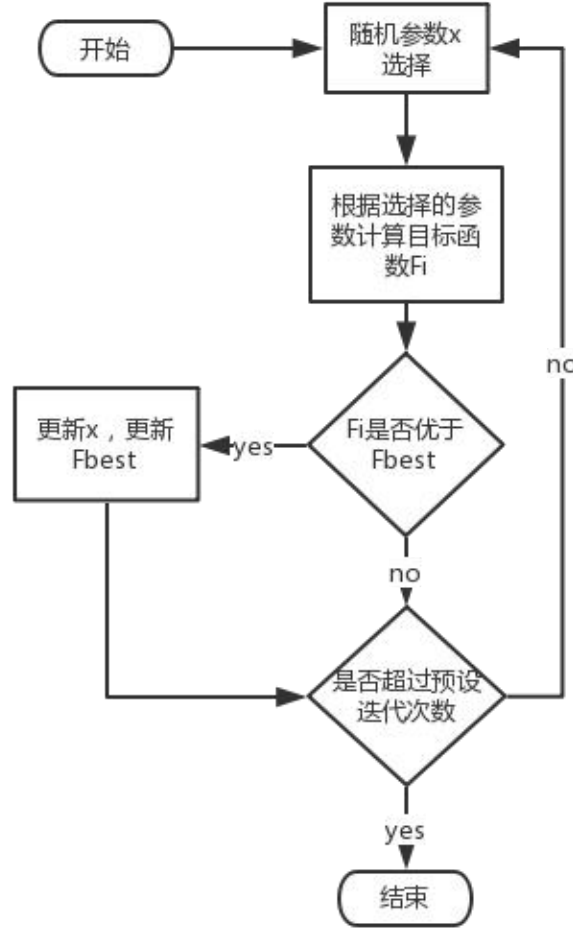 开始
随机参数x
选择
根据选择的参
数计算目标函
数Fi
no
Fi是否优于
Fbest
yes
更新x，更新
Fbest
no
是否超过预设
迭代次数
yes
结束